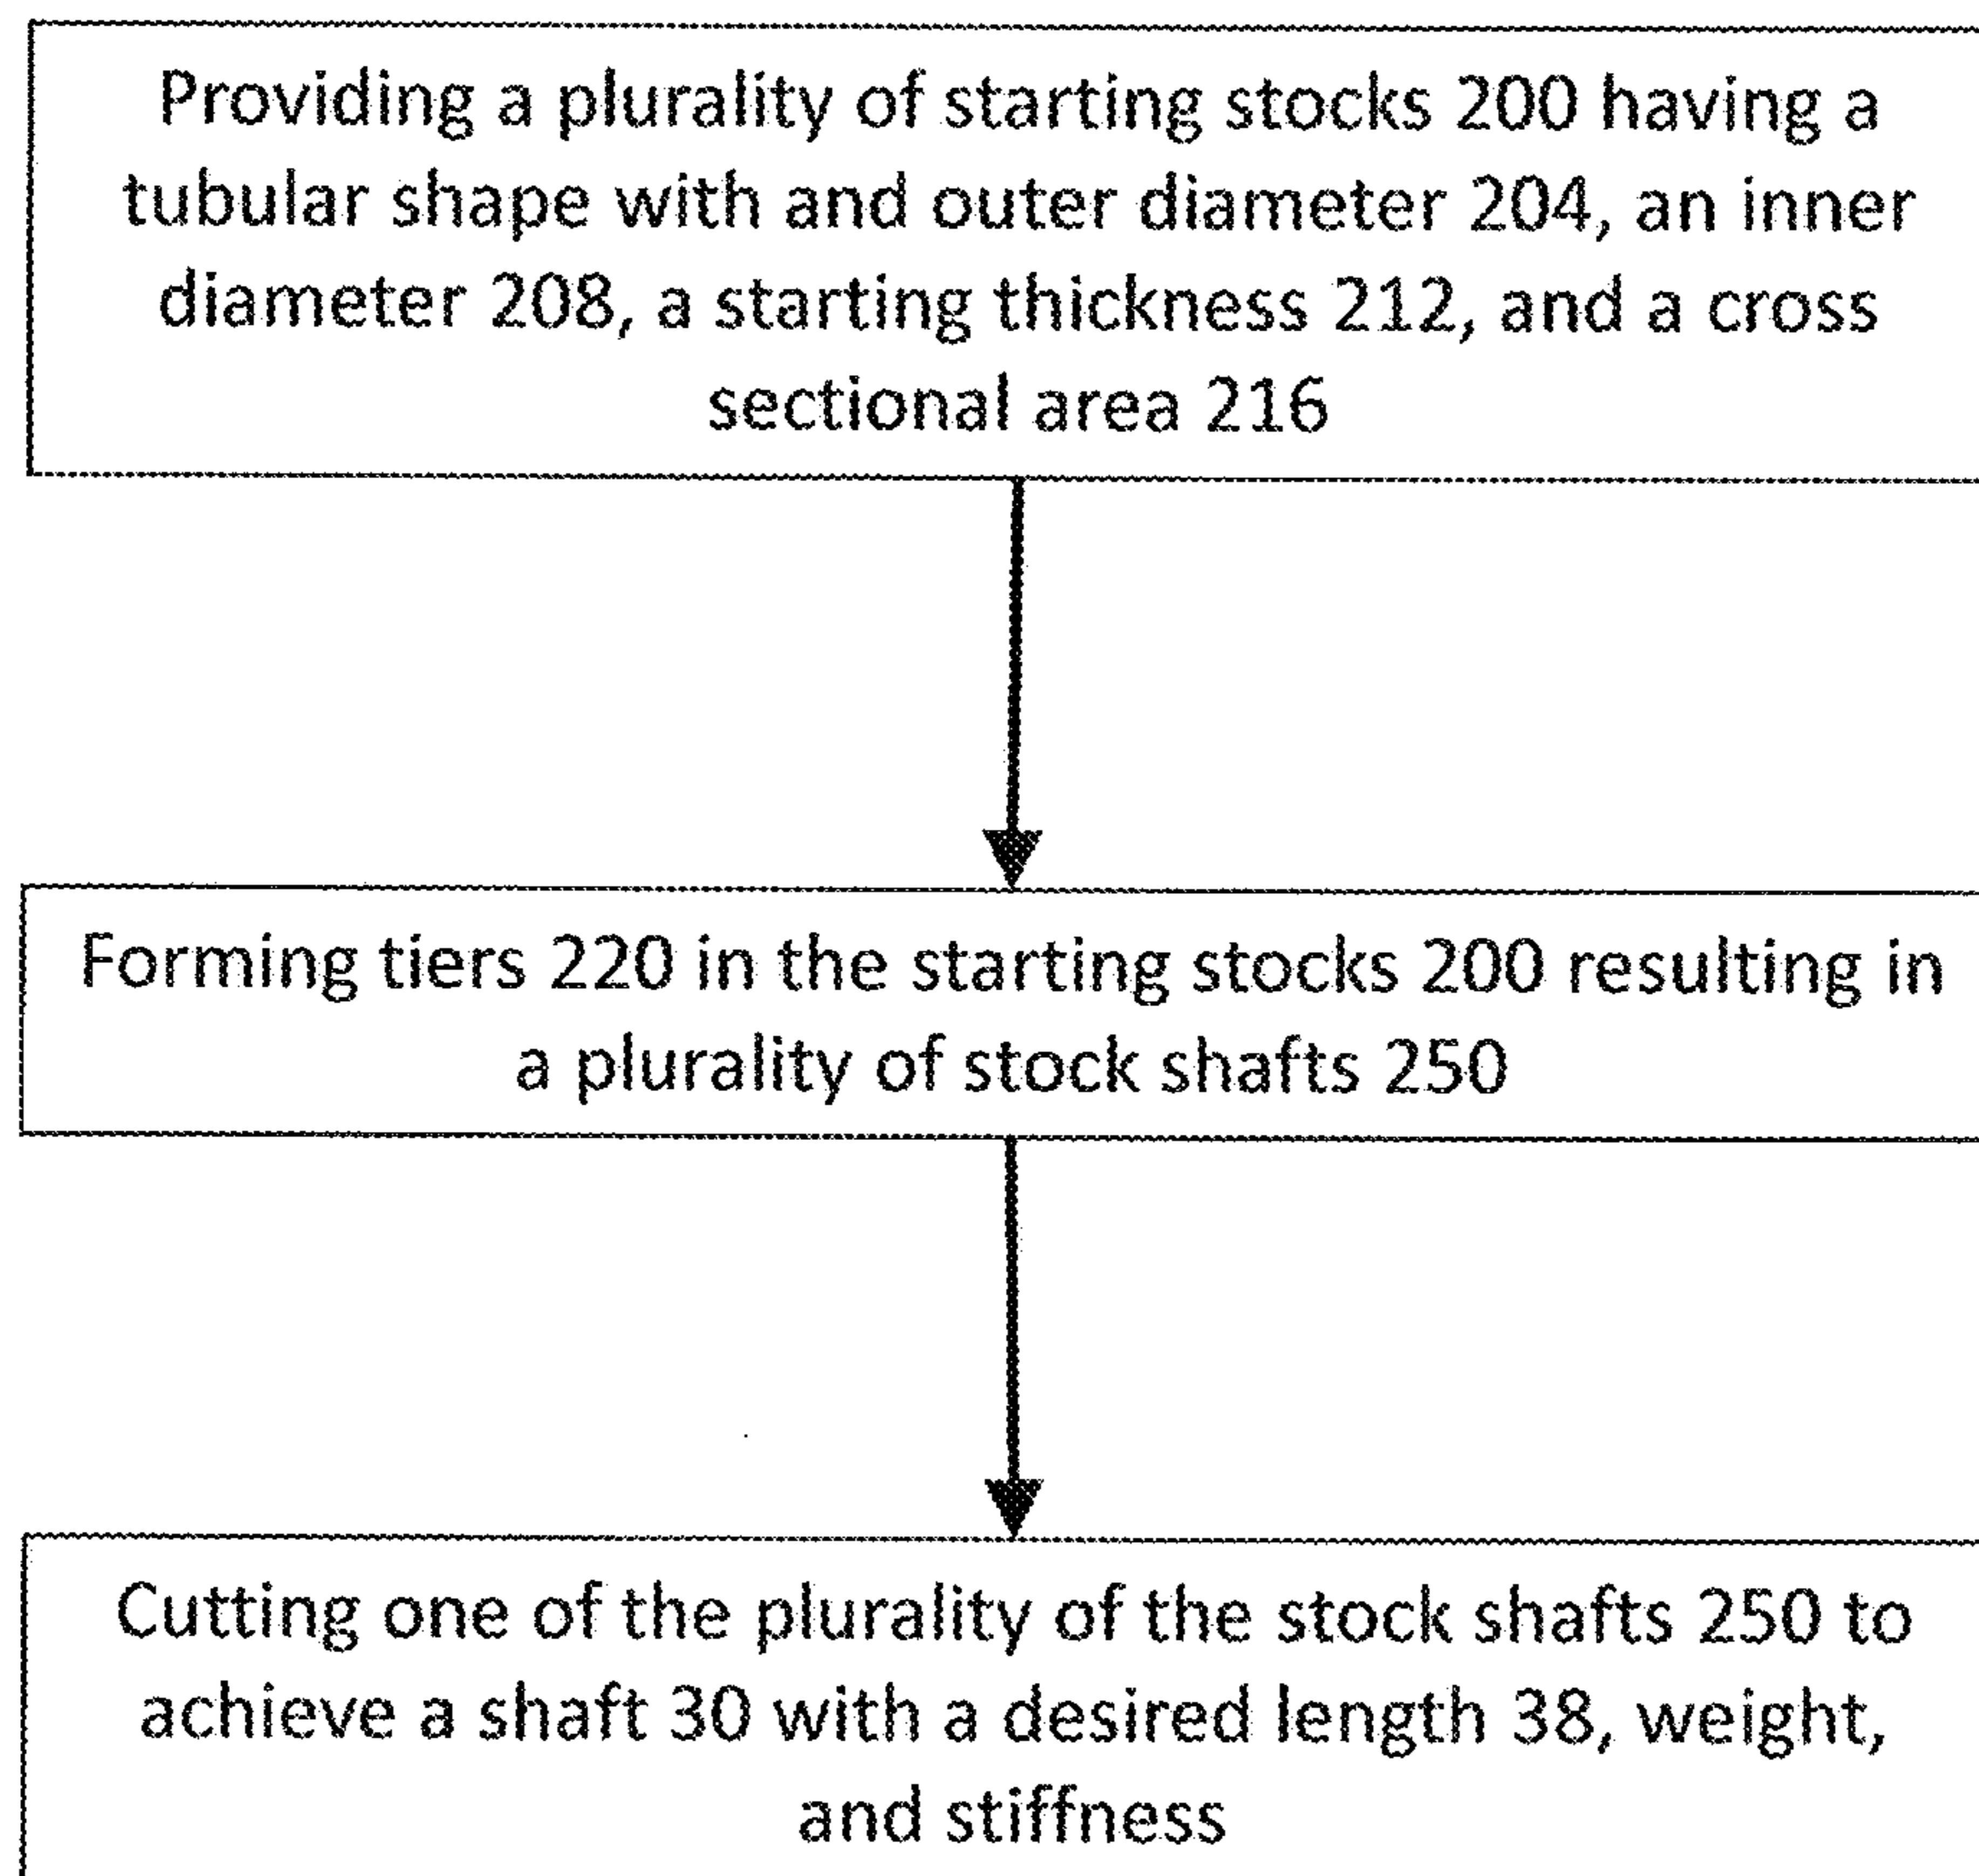 Providing a plurality of starting stocks 200 having a
tubular shape with and outer diameter 204, an inner
diameter 208, a starting thickness 212, and a cross
sectional area 216
Forming tiers 220 in the starting stocks 200 resulting in
a plurality of stock shafts 250
Cutting one of the plurality of the stock shafts 250 to
achieve a shaft 30 with a desired length 38, weight,
and stiffness